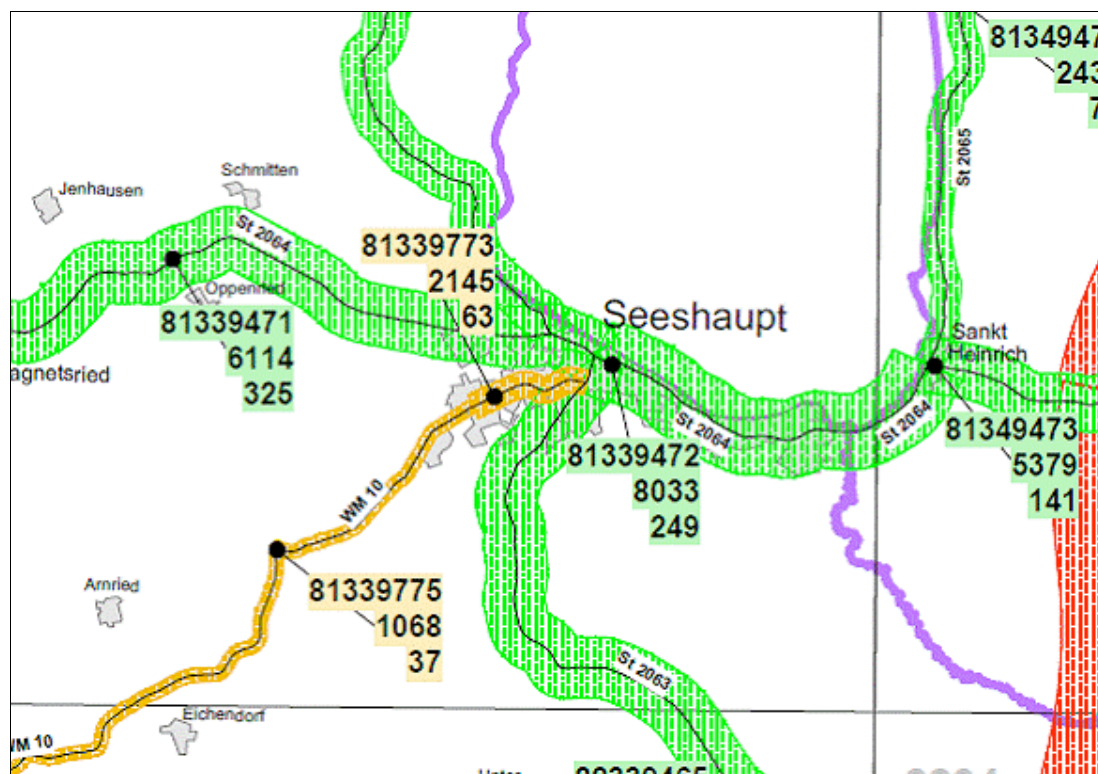 8134947
243
7
St 2065
Schmitten
Jenhausen
St 2064
81339773
2145
63
Oppenried
81339471
6114
325
agnetsried
Seeshaupt
Sankt
Heinrich
St 2064
St 2064
81349473
5379
141
81339472
8033
249
WM 10
Arnried
81339775
1068
37
St 2063
Eichendorf
WM 10